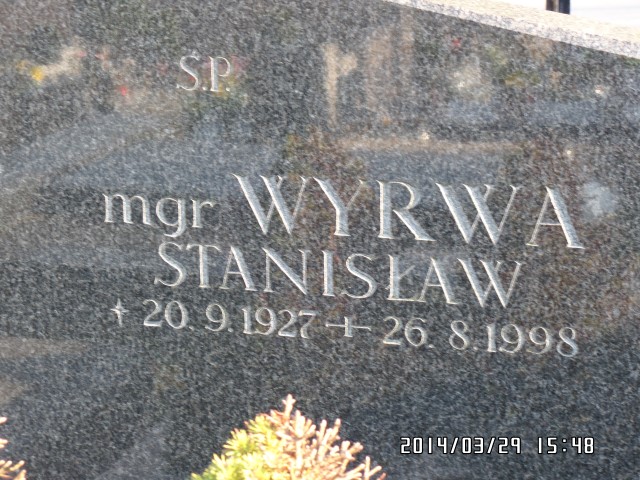 Ś.P.
mgr WYRWA
STANISŁAW
* 20.9.1927 + 26.8.1998
2014/03/29 15:48